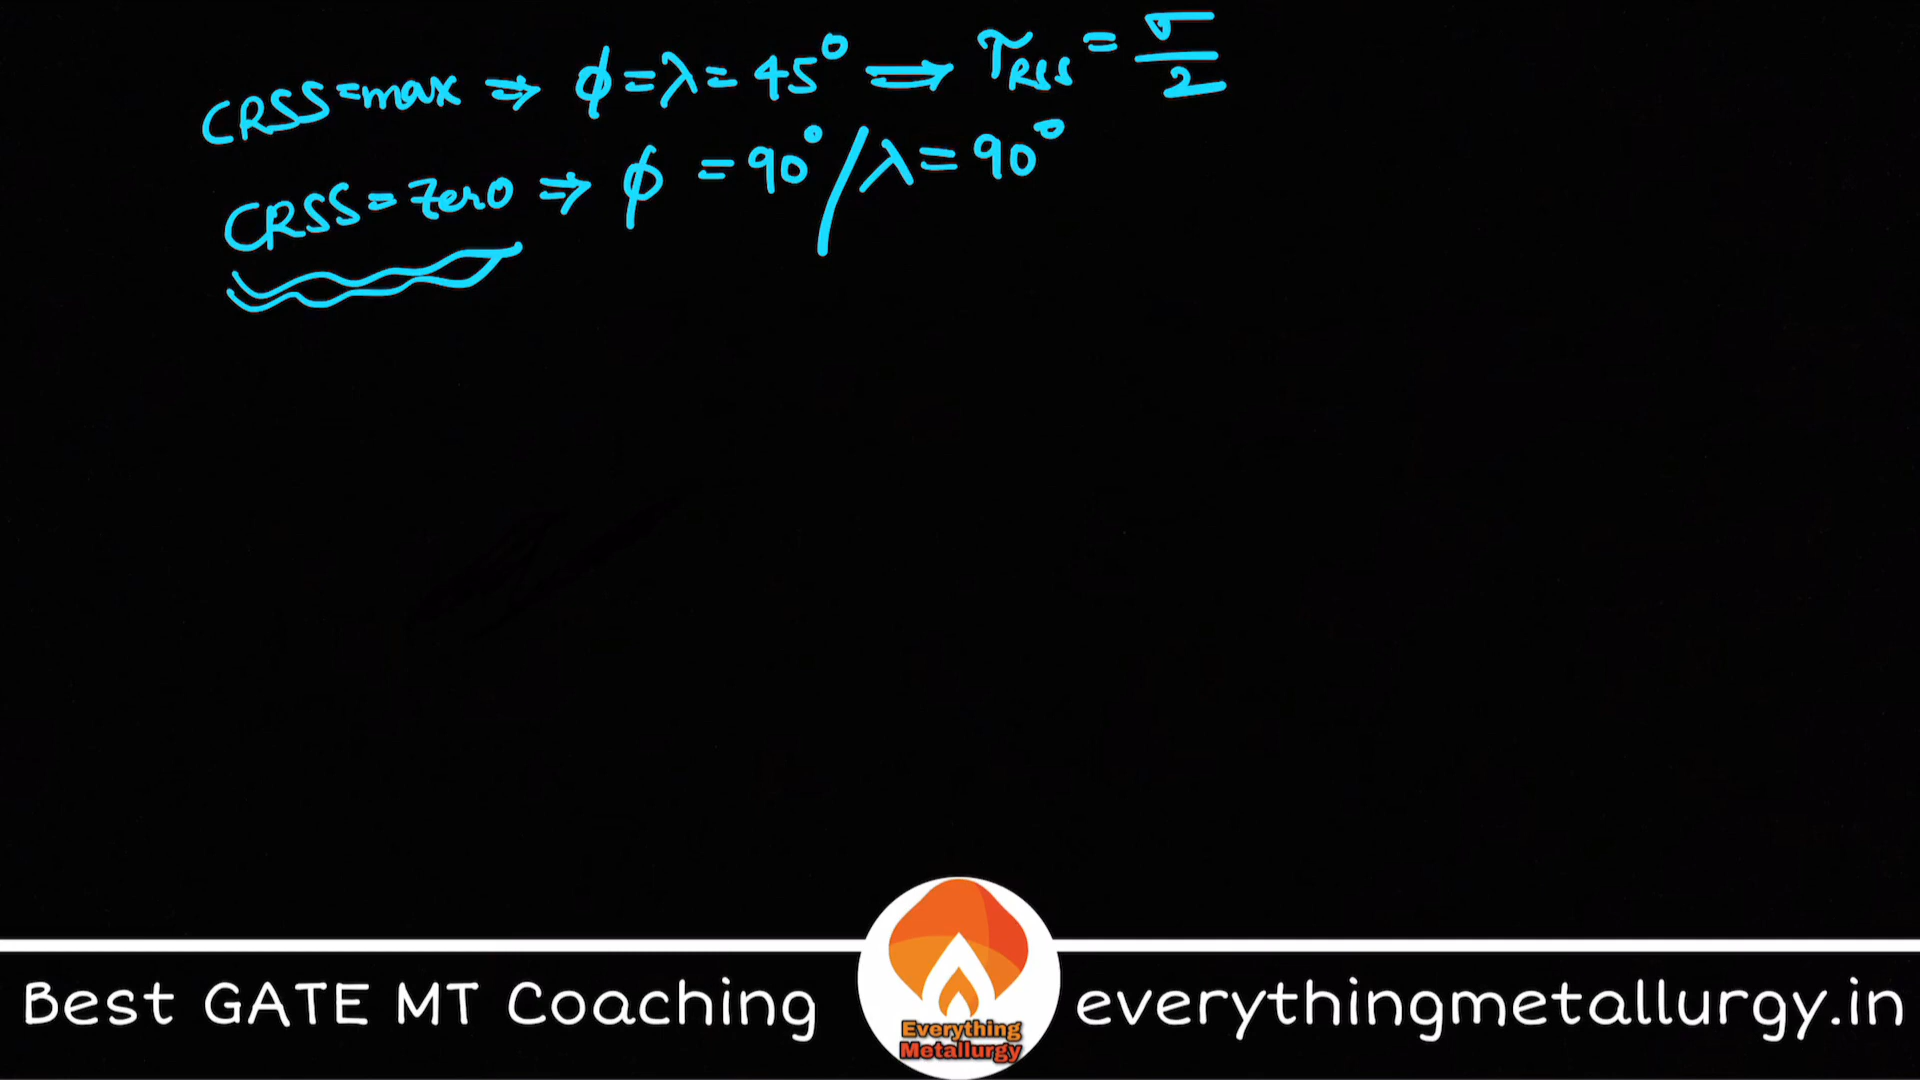 CRSS=max ⇒ φ=λ=45° ⟹ τRSS = σ/2
CRSS=zero ⇒ φ = 90° / λ = 90°
Best GATE MT Coaching
Everything
Metallurgy
everythingmetallurgy.in